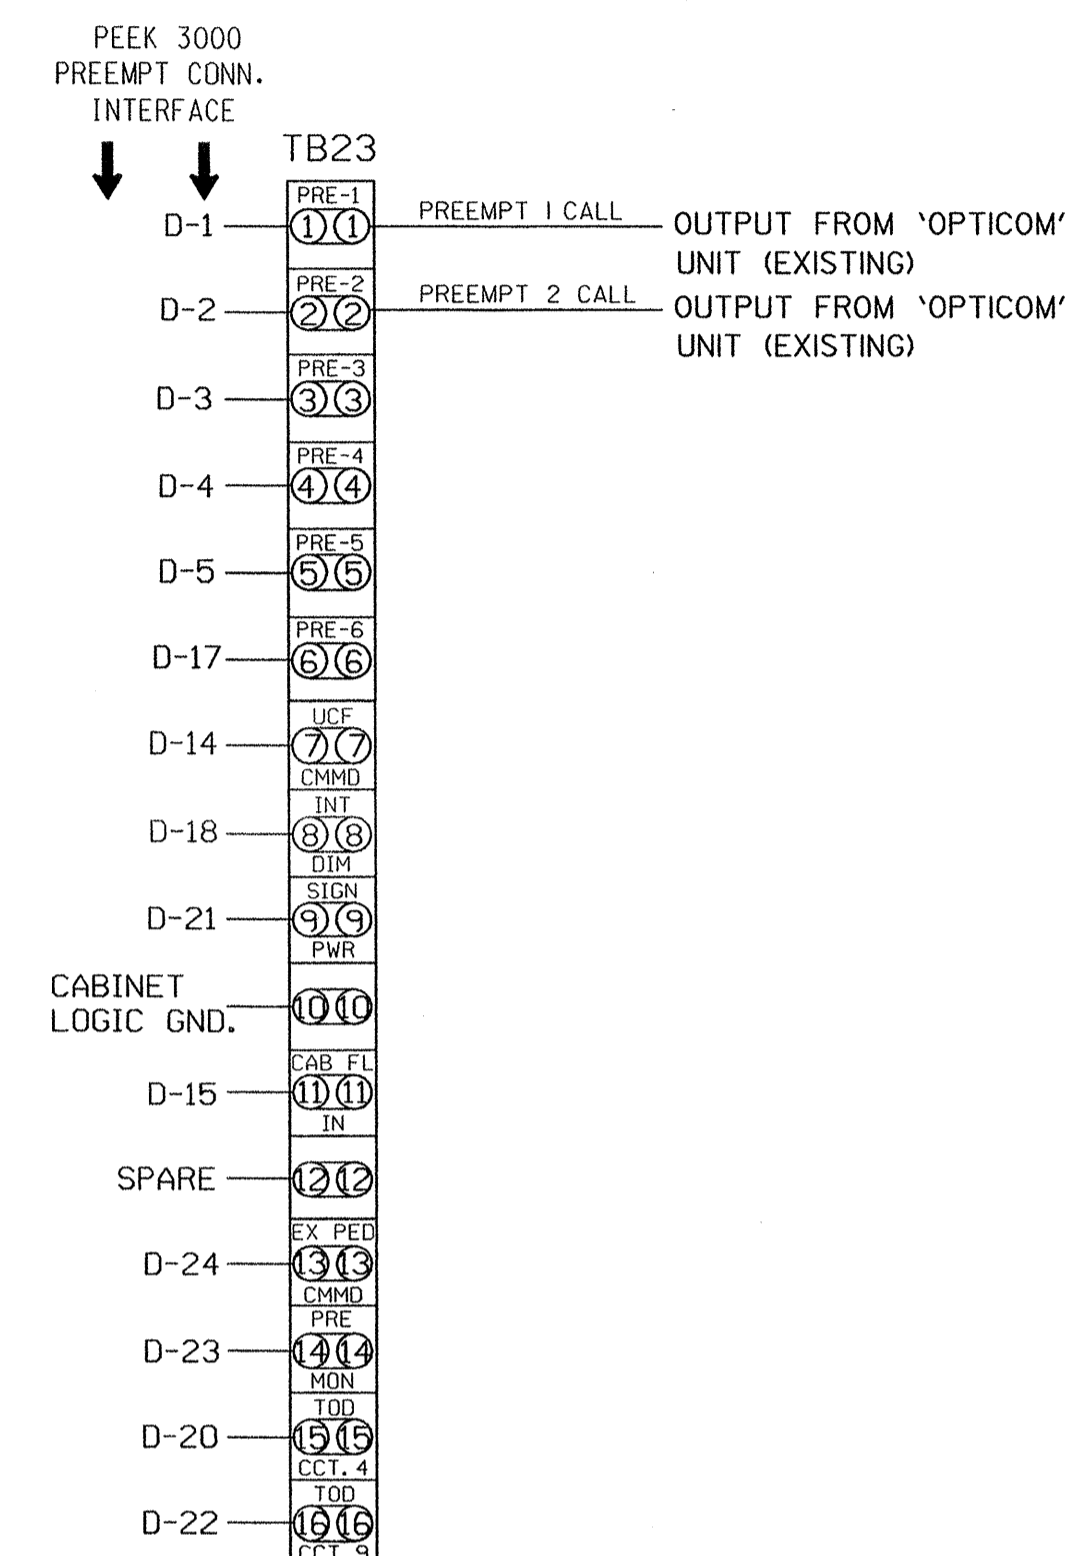 PEEK 3000
PREEMPT CONN.
INTERFACE
TB23
PRE-1
D-1 1 1 PREEMPT 1 CALL OUTPUT FROM 'OPTICOM'
UNIT (EXISTING)
PRE-2
D-2 2 2 PREEMPT 2 CALL OUTPUT FROM 'OPTICOM'
UNIT (EXISTING)
PRE-3
D-3 3 3
PRE-4
D-4 4 4
PRE-5
D-5 5 5
PRE-6
D-17 6 6
UCF
D-14 7 7
CMMD
INT
D-18 8 8
DIM
SIGN
D-21 9 9
PWR
CABINET
LOGIC GND. 10 10
CAB FL
D-15 11 11
IN
SPARE 12 12
EX PED
D-24 13 13
CMMD
PRE
D-23 14 14
MON
TOD
D-20 15 15
CCT. 4
TOD
D-22 16 16
CCT. 9